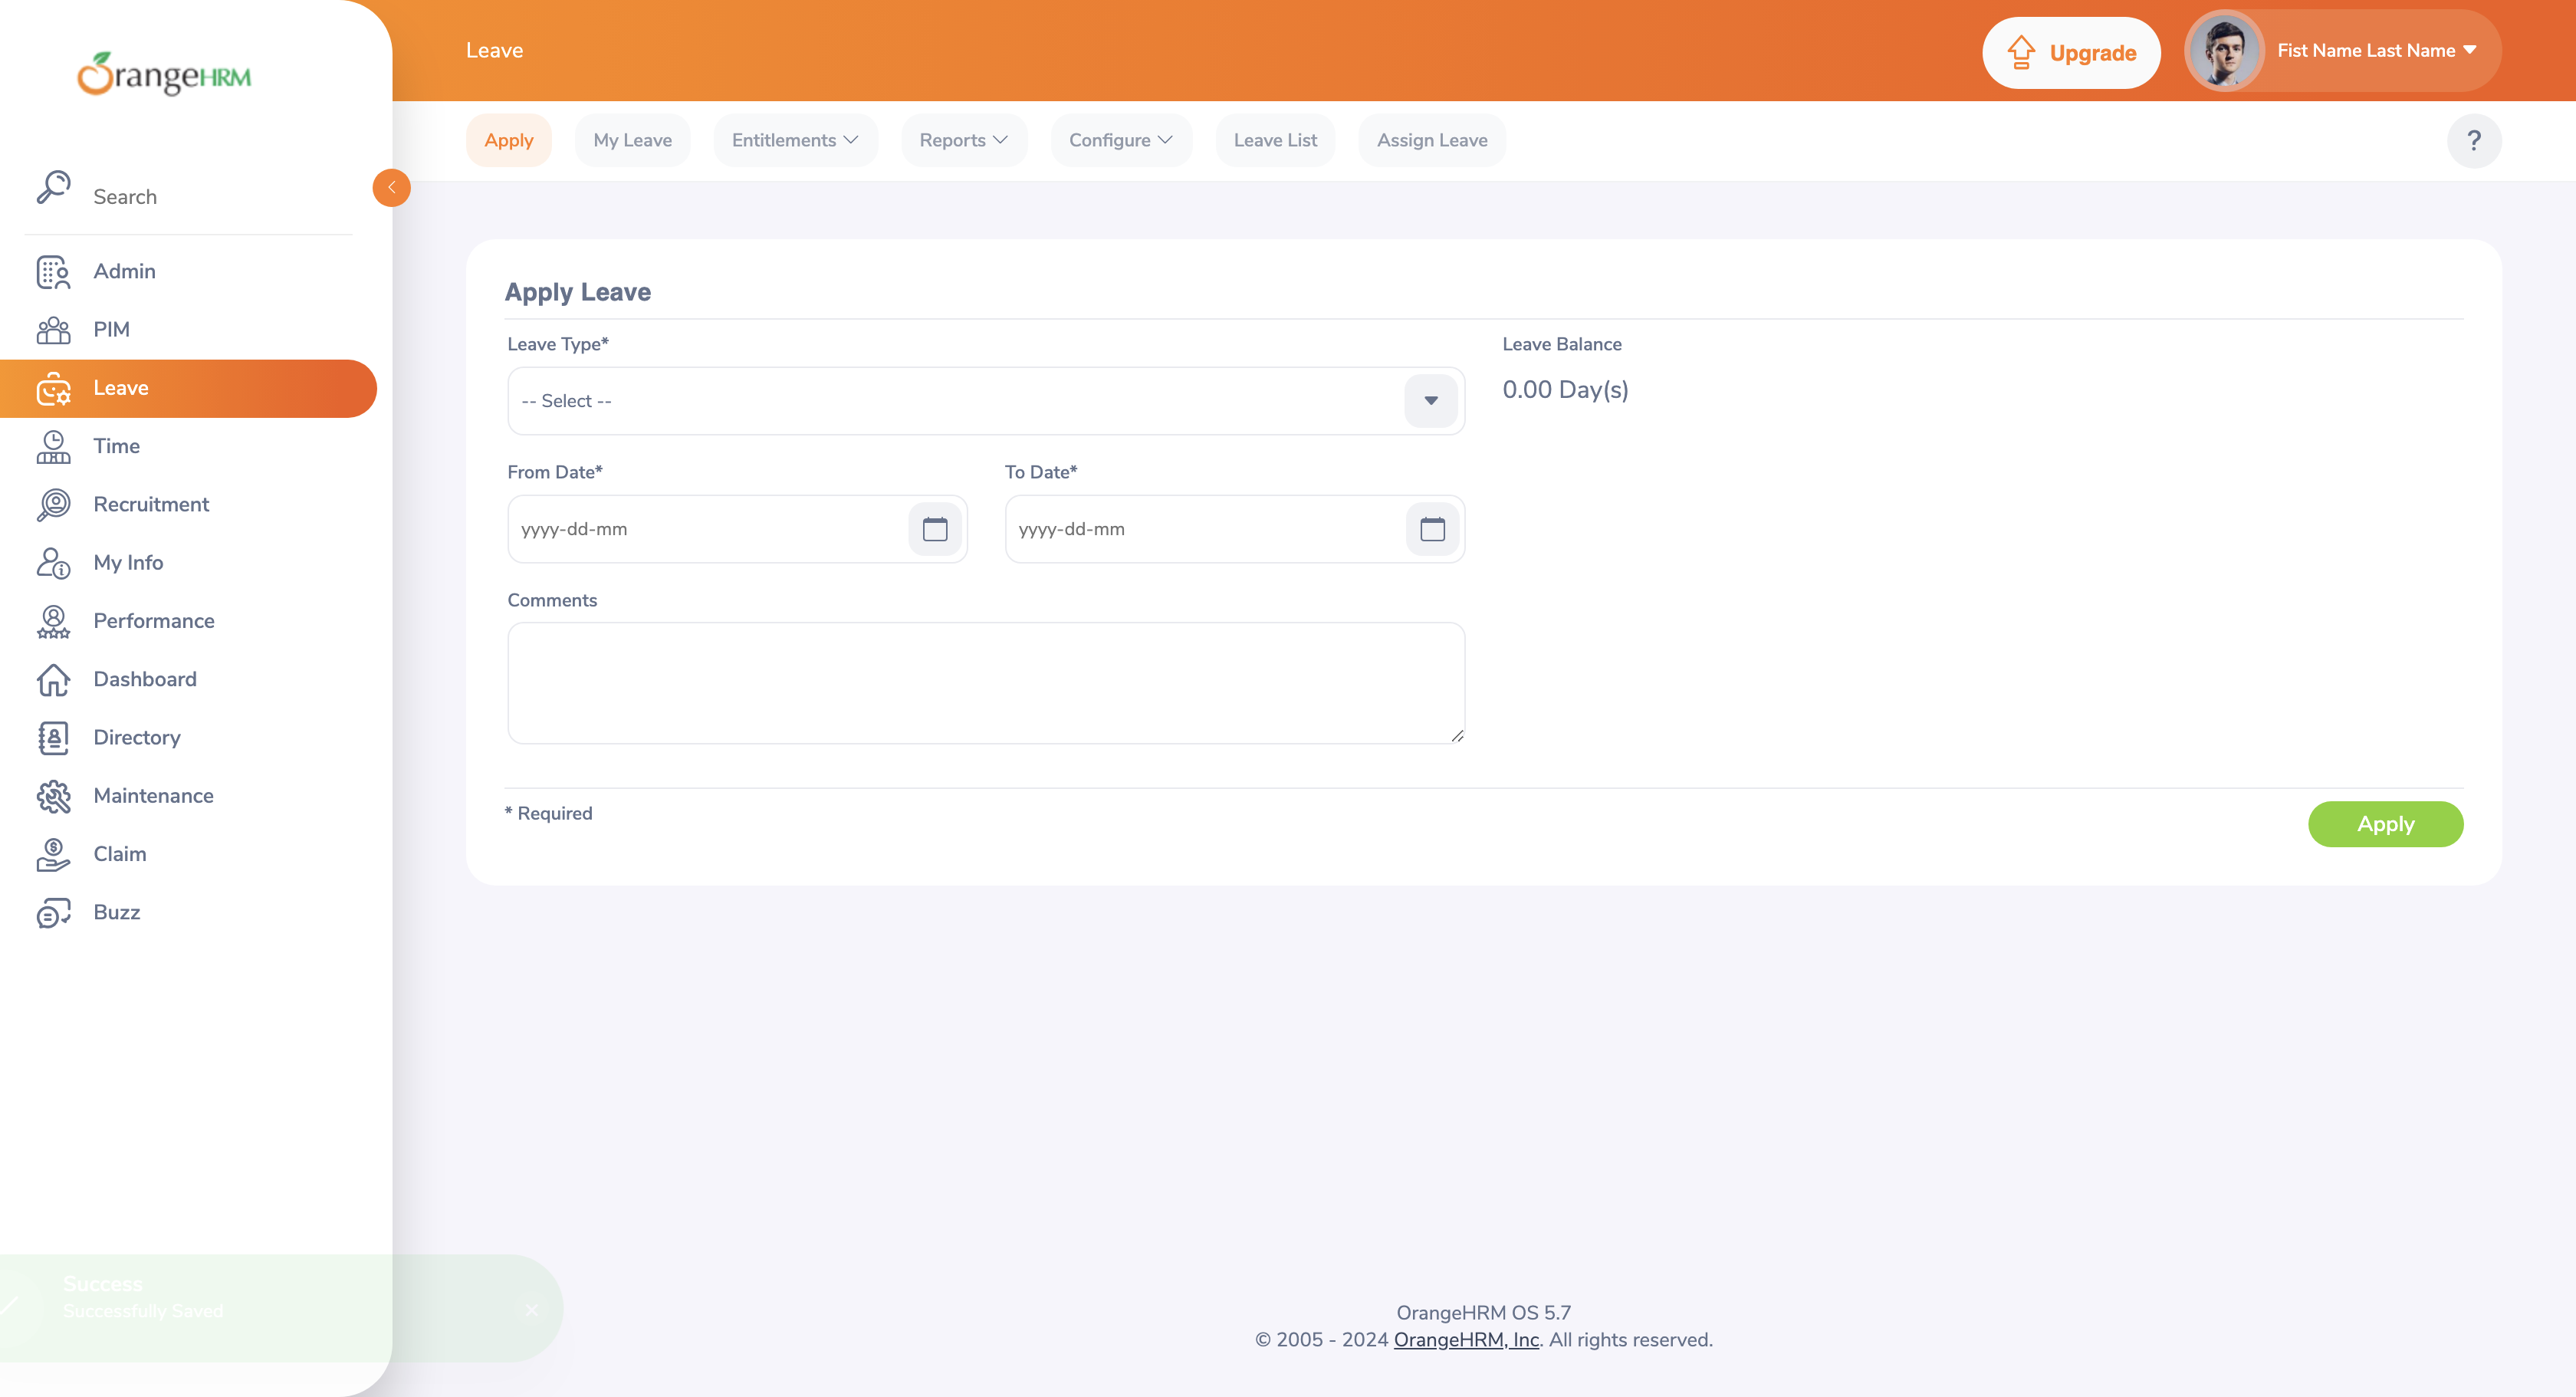 OrangeHRM
Leave
Upgrade
Fist Name Last Name
Apply
My Leave
Entitlements
Reports
Configure
Leave List
Assign Leave
?
Search
Admin
PIM
Leave
Time
Recruitment
My Info
Performance
Dashboard
Directory
Maintenance
Claim
Buzz
Apply Leave
Leave Type*
Leave Balance
-- Select --
0.00 Day(s)
From Date*
To Date*
yyyy-dd-mm
yyyy-dd-mm
Comments
* Required
Apply
Success
Successfully Saved
OrangeHRM OS 5.7
© 2005 - 2024 OrangeHRM, Inc. All rights reserved.